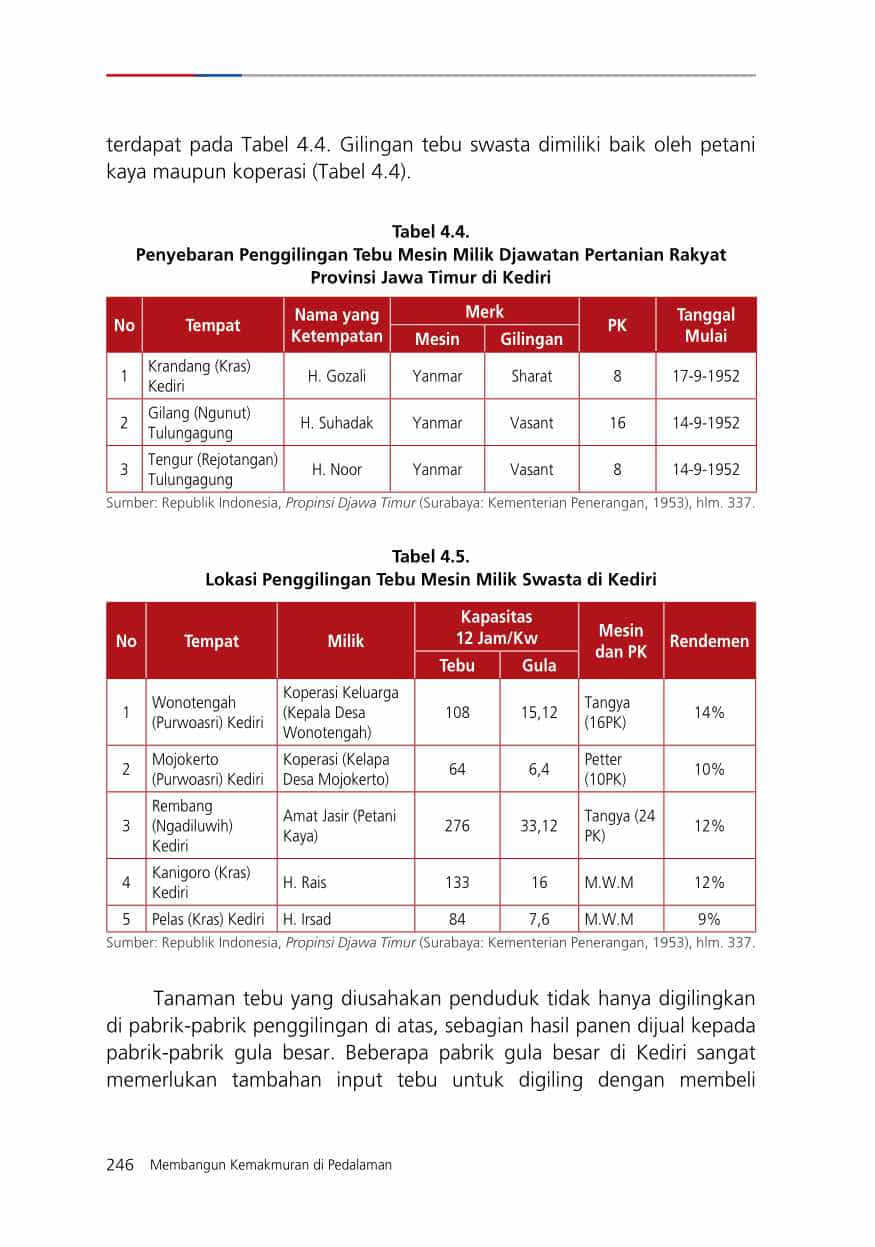 terdapat pada Tabel 4.4. Gilingan tebu swasta dimiliki baik oleh petani
kaya maupun koperasi (Tabel 4.4).
Tabel 4.4.
Penyebaran Penggilingan Tebu Mesin Milik Djawatan Pertanian Rakyat
Provinsi Jawa Timur di Kediri
No Tempat Nama yang Ketempatan Merk PK Tanggal Mulai
Mesin Gilingan
1 Krandang (Kras) Kediri H. Gozali Yanmar Sharat 8 17-9-1952
2 Gilang (Ngunut) Tulungagung H. Suhadak Yanmar Vasant 16 14-9-1952
3 Tengur (Rejotangan) Tulungagung H. Noor Yanmar Vasant 8 14-9-1952
Sumber: Republik Indonesia, Propinsi Djawa Timur (Surabaya: Kementerian Penerangan, 1953), hlm. 337.
Tabel 4.5.
Lokasi Penggilingan Tebu Mesin Milik Swasta di Kediri
No Tempat Milik Kapasitas 12 Jam/Kw Mesin dan PK Rendemen
Tebu Gula
1 Wonotengah (Purwoasri) Kediri Koperasi Keluarga (Kepala Desa Wonotengah) 108 15,12 Tangya (16PK) 14%
2 Mojokerto (Purwoasri) Kediri Koperasi (Kelapa Desa Mojokerto) 64 6,4 Petter (10PK) 10%
3 Rembang (Ngadiluwih) Kediri Amat Jasir (Petani Kaya) 276 33,12 Tangya (24 PK) 12%
4 Kanigoro (Kras) Kediri H. Rais 133 16 M.W.M 12%
5 Pelas (Kras) Kediri H. Irsad 84 7,6 M.W.M 9%
Sumber: Republik Indonesia, Propinsi Djawa Timur (Surabaya: Kementerian Penerangan, 1953), hlm. 337.
Tanaman tebu yang diusahakan penduduk tidak hanya digilingkan
di pabrik-pabrik penggilingan di atas, sebagian hasil panen dijual kepada
pabrik-pabrik gula besar. Beberapa pabrik gula besar di Kediri sangat
memerlukan tambahan input tebu untuk digiling dengan membeli
246 Membangun Kemakmuran di Pedalaman